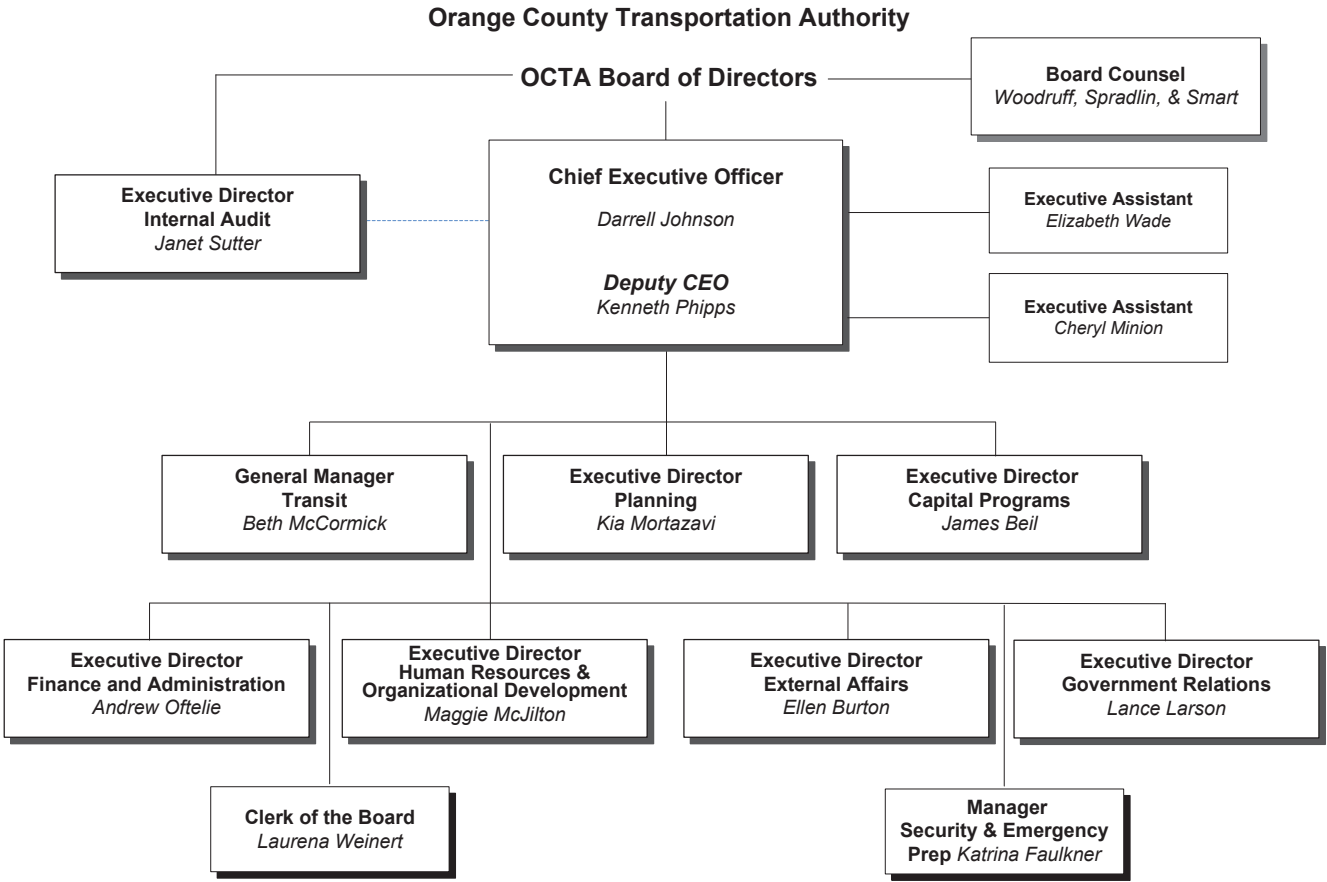 Orange County Transportation Authority
OCTA Board of Directors
Board Counsel
Woodruff, Spradlin, & Smart
Executive Director
Internal Audit
Janet Sutter
Chief Executive Officer
Darrell Johnson
Deputy CEO
Kenneth Phipps
Executive Assistant
Elizabeth Wade
Executive Assistant
Cheryl Minion
General Manager
Transit
Beth McCormick
Executive Director
Planning
Kia Mortazavi
Executive Director
Capital Programs
James Beil
Executive Director
Finance and Administration
Andrew Oftelie
Executive Director
Human Resources &
Organizational Development
Maggie McJilton
Executive Director
External Affairs
Ellen Burton
Executive Director
Government Relations
Lance Larson
Clerk of the Board
Laurena Weinert
Manager
Security & Emergency
Prep Katrina Faulkner